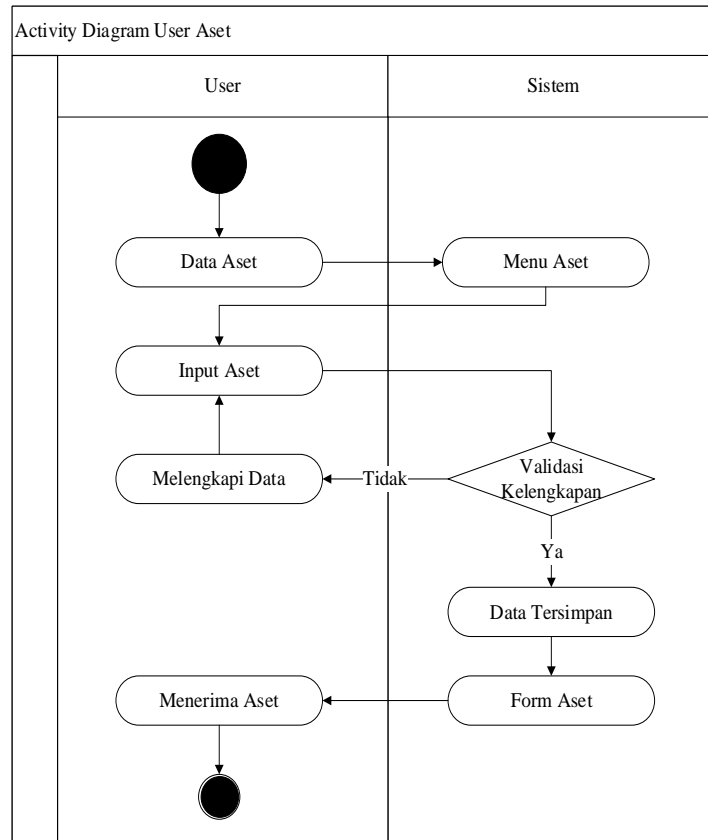 Activity Diagram User Aset
User
Sistem
Data Aset
Menu Aset
Input Aset
Validasi
Kelengkapan
Melengkapi Data
Tidak
Ya
Data Tersimpan
Menerima Aset
Form Aset